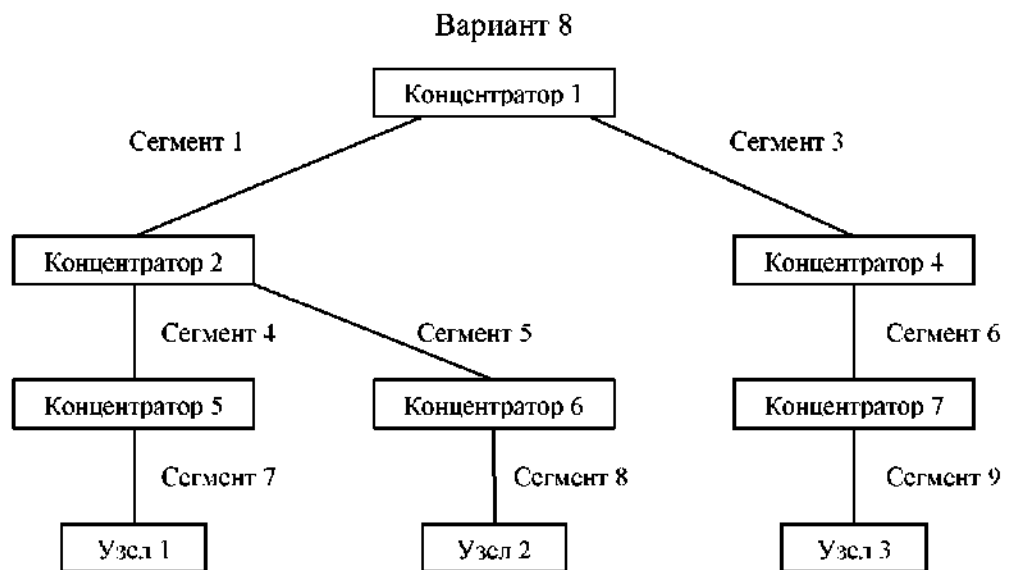 Вариант 8
Концентратор 1
Сегмент 1
Сегмент 3
Концентратор 2
Концентратор 4
Сегмент 4
Сегмент 5
Сегмент 6
Концентратор 5
Концентратор 6
Концентратор 7
Сегмент 7
Сегмент 8
Сегмент 9
Узел 1
Узел 2
Узел 3